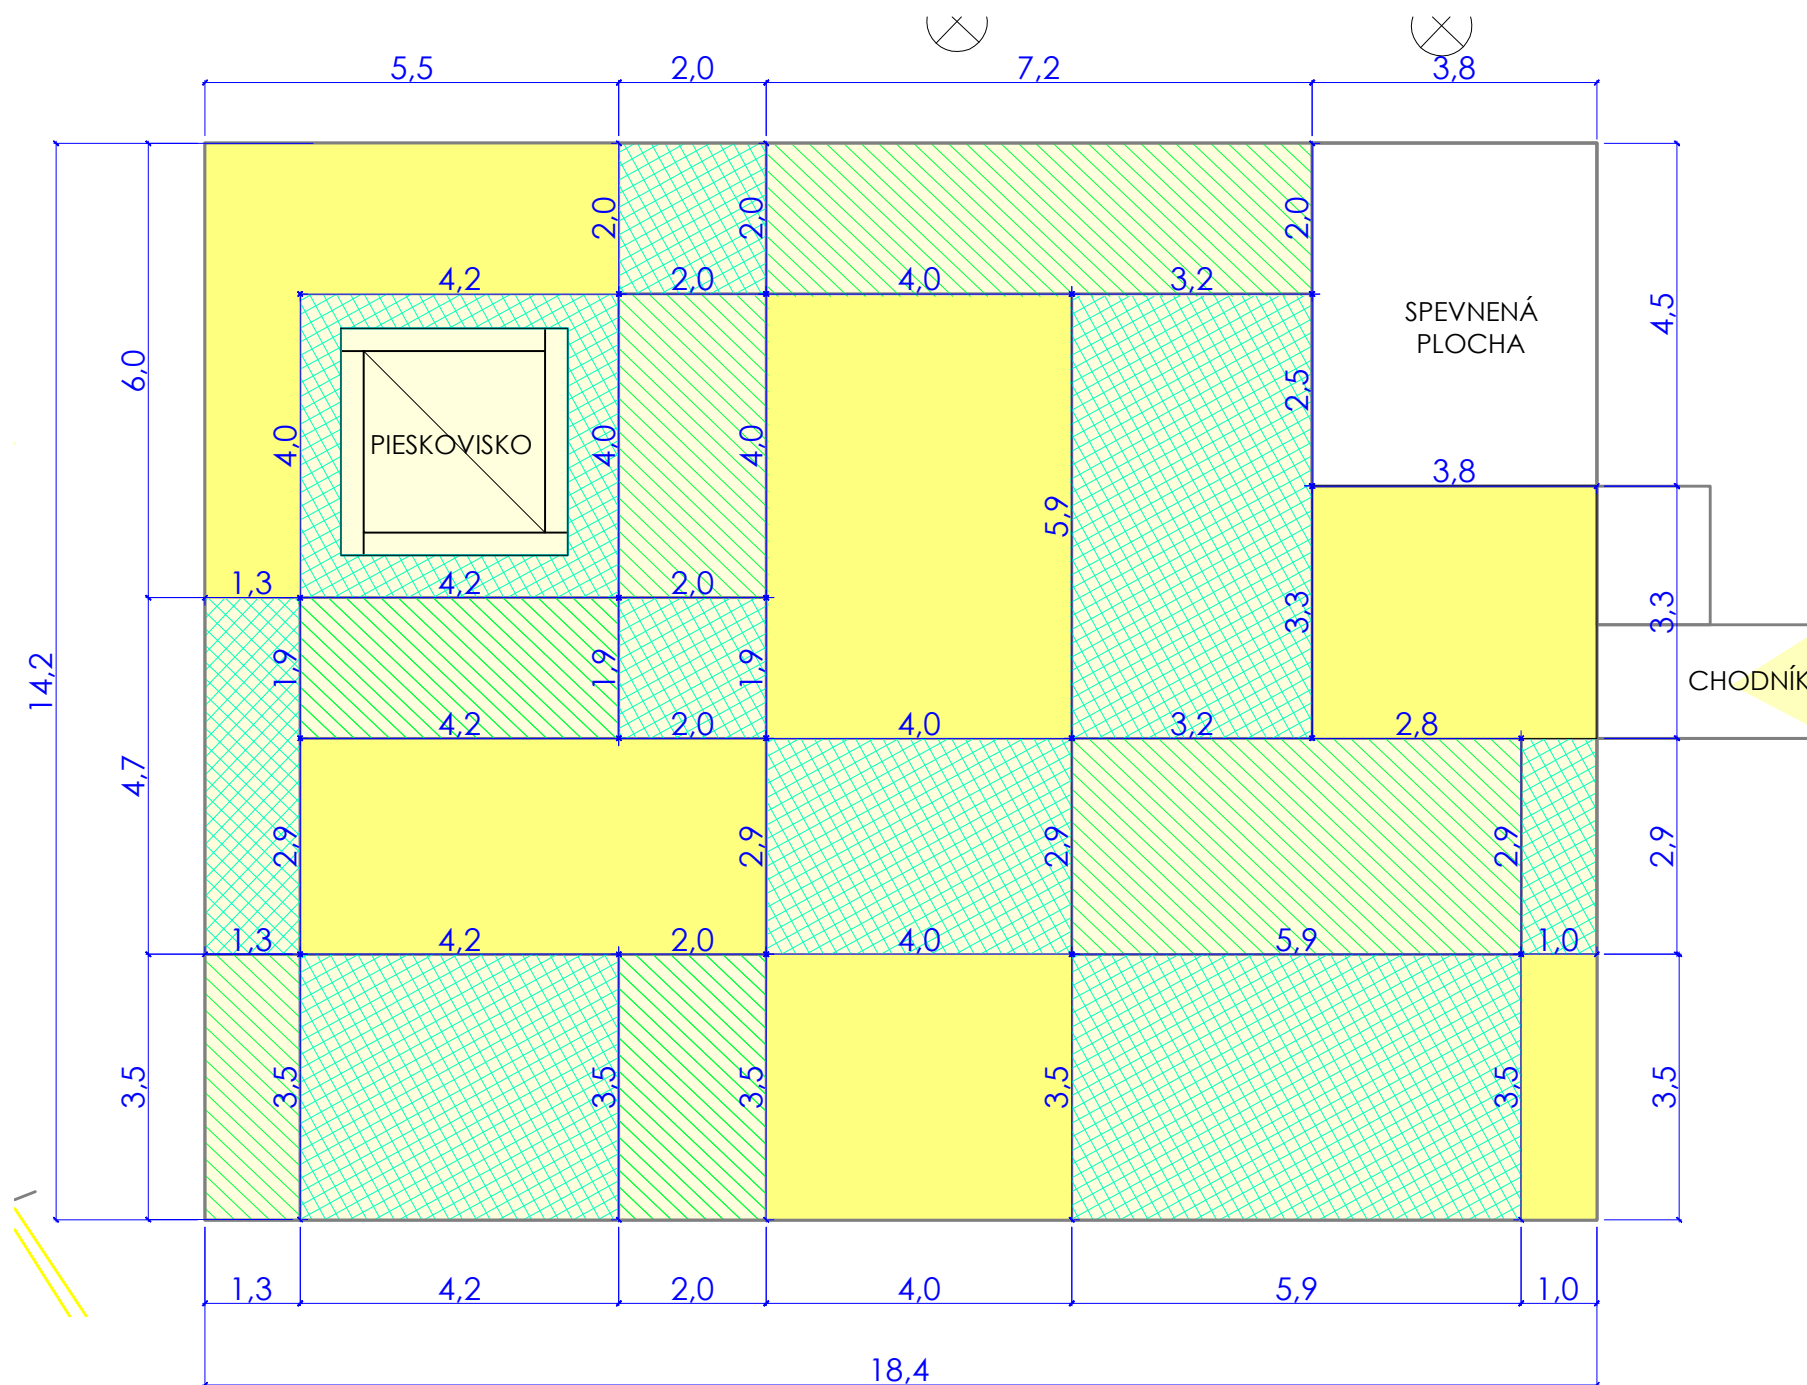 5,5 2,0 7,2 3,8
2,0 2,0 2,0
4,2 2,0 4,0 3,2
SPEVNENÁ
PLOCHA
4,5
6,0
2,5
4,0 PIESKOVISKO 4,0 4,0
3,8
5,9
1,3 4,2 2,0
3,3 3,3
14,2
1,9 1,9 1,9
CHODNÍK
4,2 2,0 4,0 3,2 2,8
4,7
2,9 2,9 2,9 2,9 2,9
1,3 4,2 2,0 4,0 5,9 1,0
3,5 3,5 3,5 3,5 3,5 3,5 3,5
1,3 4,2 2,0 4,0 5,9 1,0
18,4